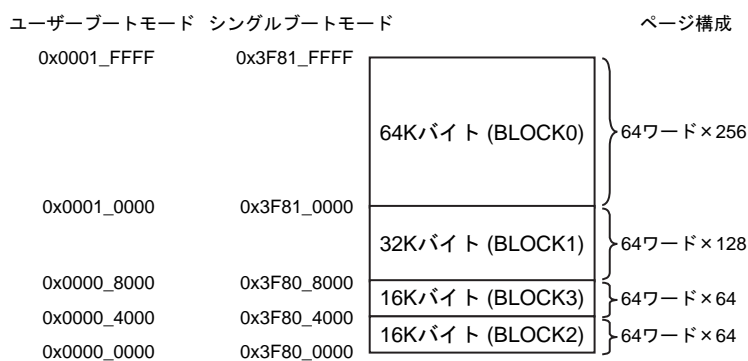 ユーザーブートモード シングルブートモード ページ構成
0x0001_FFFF 0x3F81_FFFF
64Kバイト (BLOCK0) 64ワード×256
0x0001_0000 0x3F81_0000
32Kバイト (BLOCK1) 64ワード×128
0x0000_8000 0x3F80_8000
16Kバイト (BLOCK3) 64ワード×64
0x0000_4000 0x3F80_4000
16Kバイト (BLOCK2) 64ワード×64
0x0000_0000 0x3F80_0000